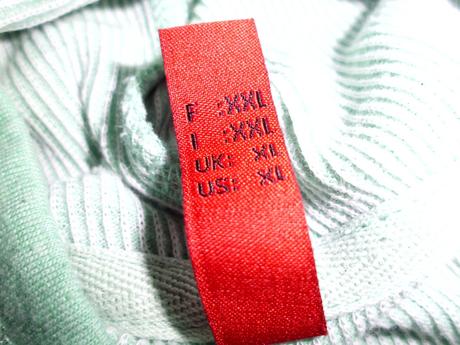 F :XXL
I :XXL
UK: XL
US: XL